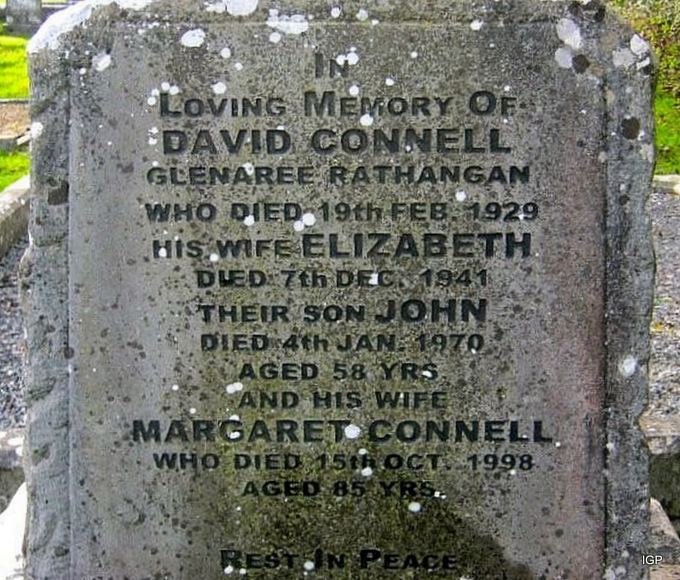 In
Loving Memory Of
DAVID CONNELL
GLENAREE RATHANGAN
WHO DIED 19th FEB. 1929
HIS WIFE ELIZABETH
DIED 7th DEC. 1941
THEIR SON JOHN
DIED 4th JAN. 1970
AGED 58 YRS
AND HIS WIFE
MARGARET CONNELL
WHO DIED 15th OCT. 1998
AGED 85 YRS.
Rest In Peace
IGP